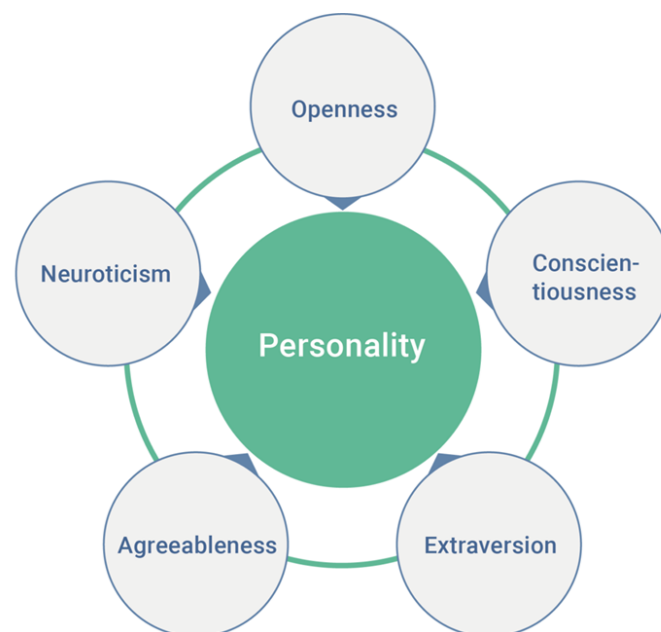 Openness
Neuroticism
Conscien-
tiousness
Personality
Agreeableness
Extraversion